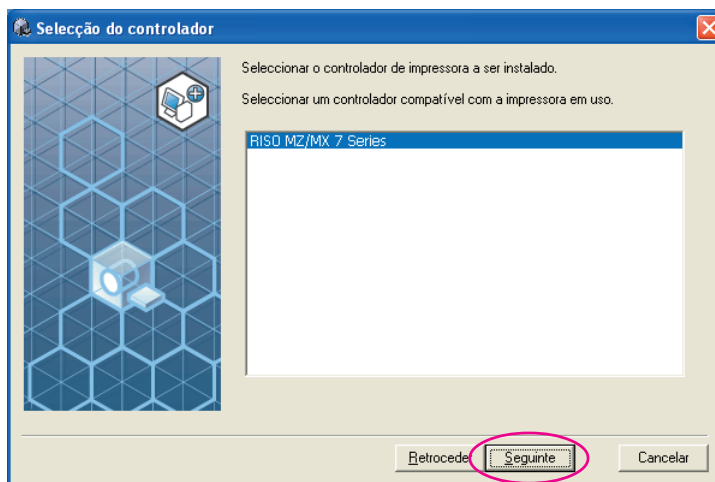 Selecção do controlador
Seleccionar o controlador de impressora a ser instalado.
Seleccionar um controlador compatível com a impressora em uso.
RISO MZ/MX 7 Series
Retroceder Seguinte Cancelar